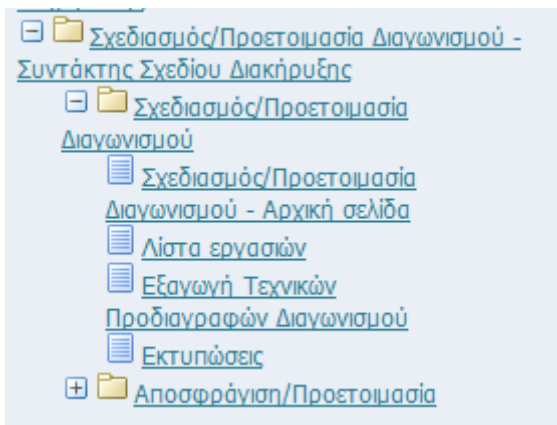 Σχεδιασμός/Προετοιμασία Διαγωνισμού -
Συντάκτης Σχεδίου Διακήρυξης
Σχεδιασμός/Προετοιμασία
Διαγωνισμού
Σχεδιασμός/Προετοιμασία
Διαγωνισμού - Αρχική σελίδα
Λίστα εργασιών
Εξαγωγή Τεχνικών
Προδιαγραφών Διαγωνισμού
Εκτυπώσεις
Αποσφράγιση/Προετοιμασία